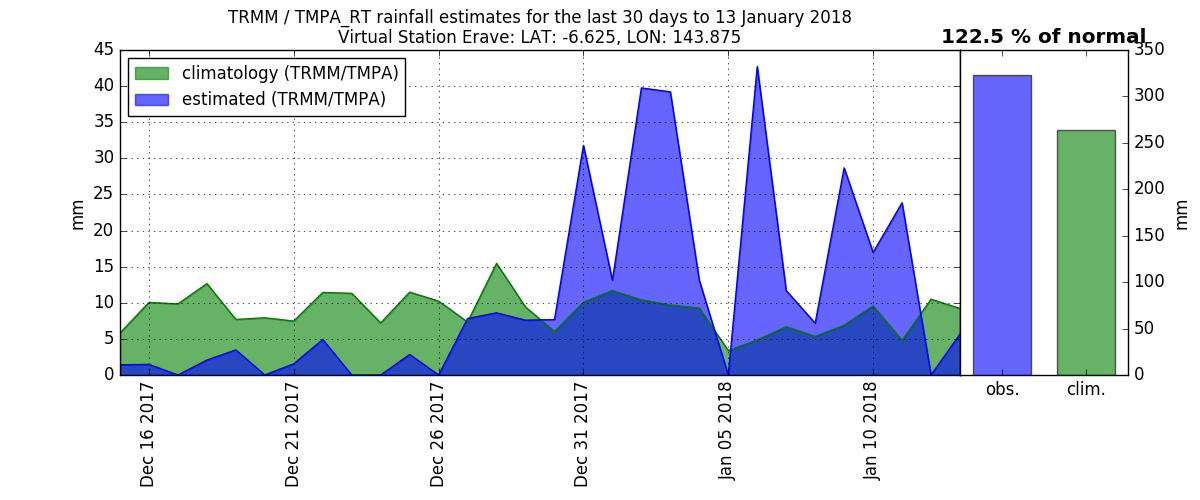 TRMM / TMPA_RT rainfall estimates for the last 30 days to 13 January 2018
Virtual Station Erave: LAT: -6.625, LON: 143.875
122.5 % of normal
climatology (TRMM/TMPA)
estimated (TRMM/TMPA)
mm
45
40
35
30
25
20
15
10
5
0
Dec 16 2017
Dec 21 2017
Dec 26 2017
Dec 31 2017
Jan 05 2018
Jan 10 2018
obs.
clim.
350
300
250
200
150
100
50
0
mm